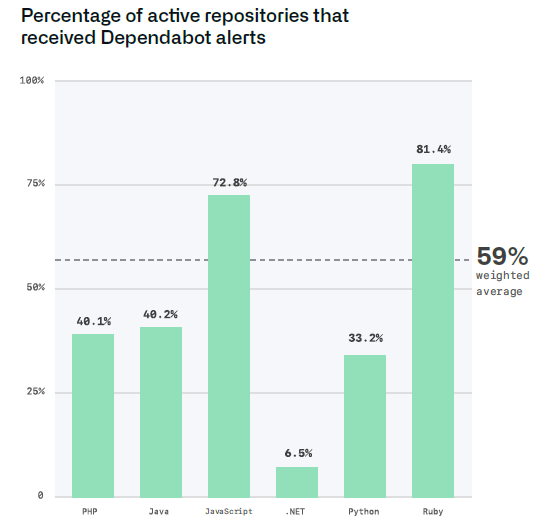 Percentage of active repositories that
received Dependabot alerts
100%
75%
50%
25%
0
40.1%
40.2%
72.8%
6.5%
33.2%
81.4%
59%
weighted
average
PHP
Java
JavaScript
.NET
Python
Ruby